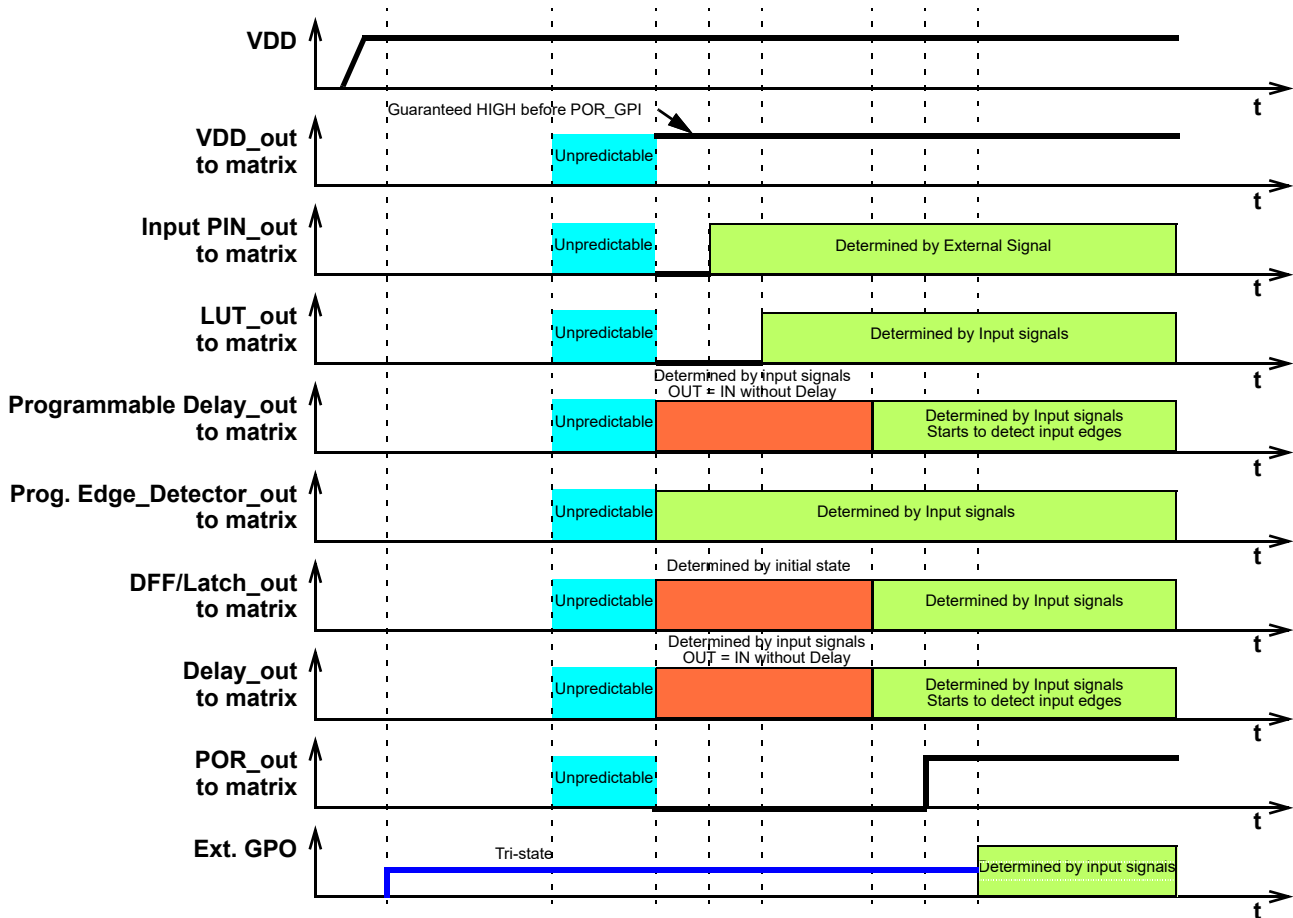 VDD
t
Guaranteed HIGH before POR_GPI
VDD_out
to matrix
Unpredictable
t
Input PIN_out
to matrix
Unpredictable
Determined by External Signal
t
LUT_out
to matrix
Unpredictable
Determined by Input signals
t
Determined by input signals
OUT = IN without Delay
Programmable Delay_out
to matrix
Unpredictable
Determined by Input signals
Starts to detect input edges
t
Prog. Edge_Detector_out
to matrix
Unpredictable
Determined by Input signals
t
Determined by initial state
DFF/Latch_out
to matrix
Unpredictable
Determined by Input signals
t
Determined by input signals
OUT = IN without Delay
Delay_out
to matrix
Unpredictable
Determined by Input signals
Starts to detect input edges
t
POR_out
to matrix
Unpredictable
t
Ext. GPO
Tri-state
Determined by input signals
t